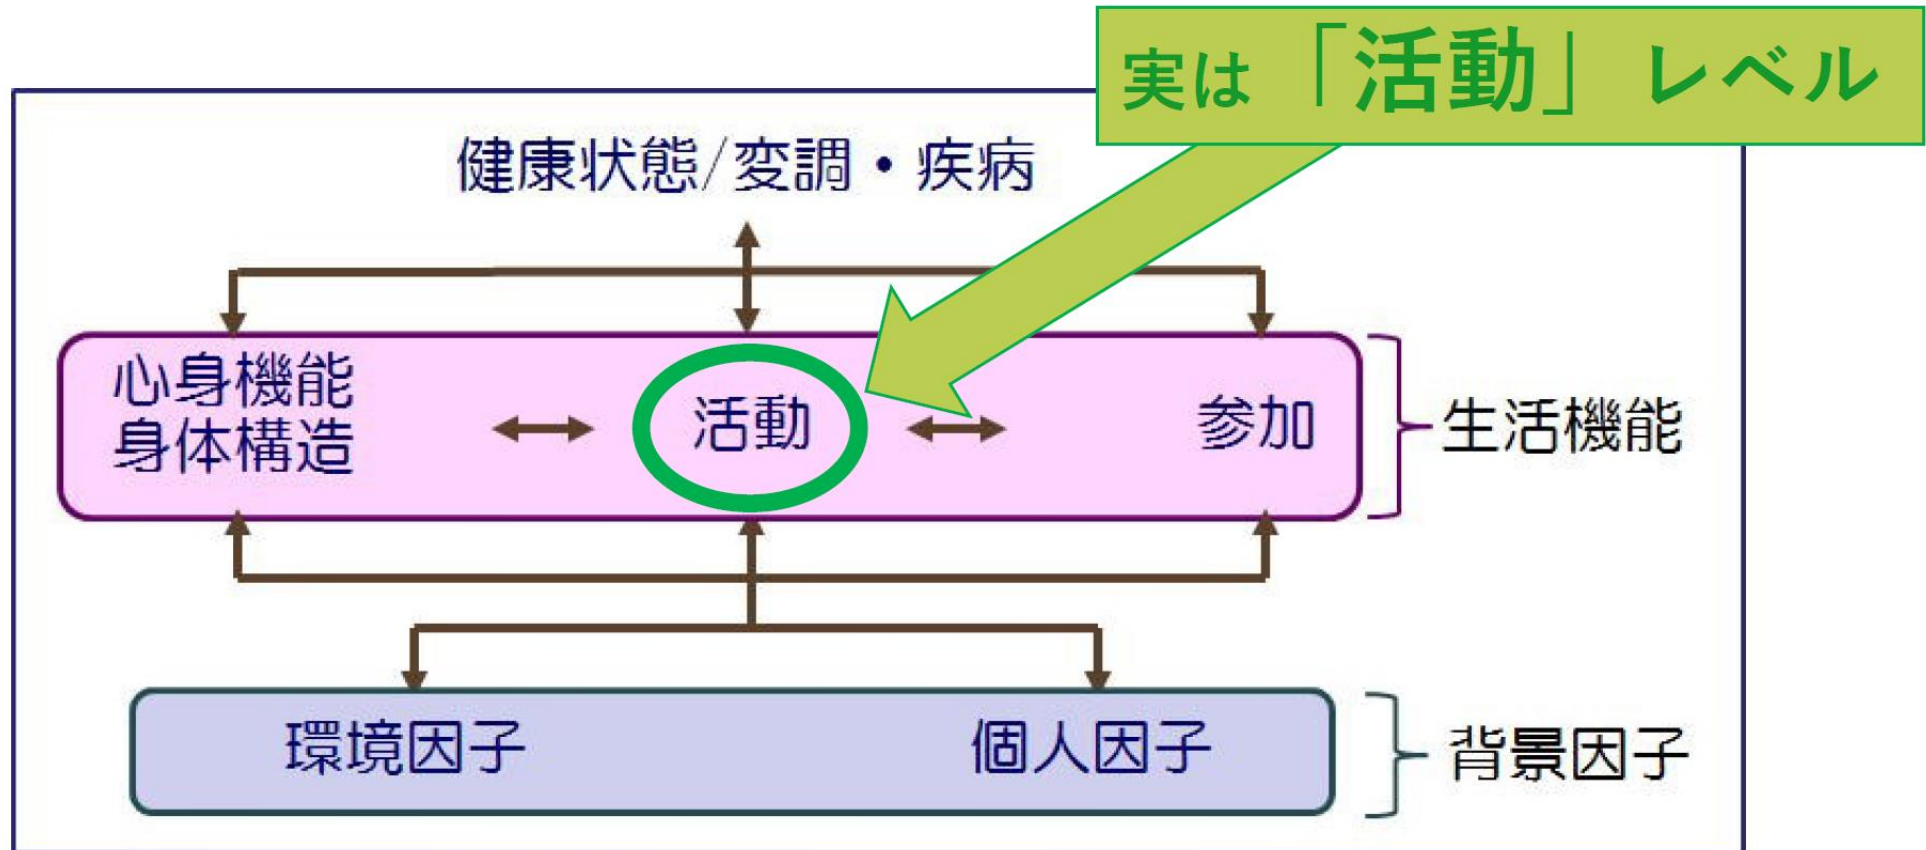 実は「活動」レベル
健康状態/変調・疾病
心身機能
身体構造
活動
参加
生活機能
環境因子
個人因子
背景因子